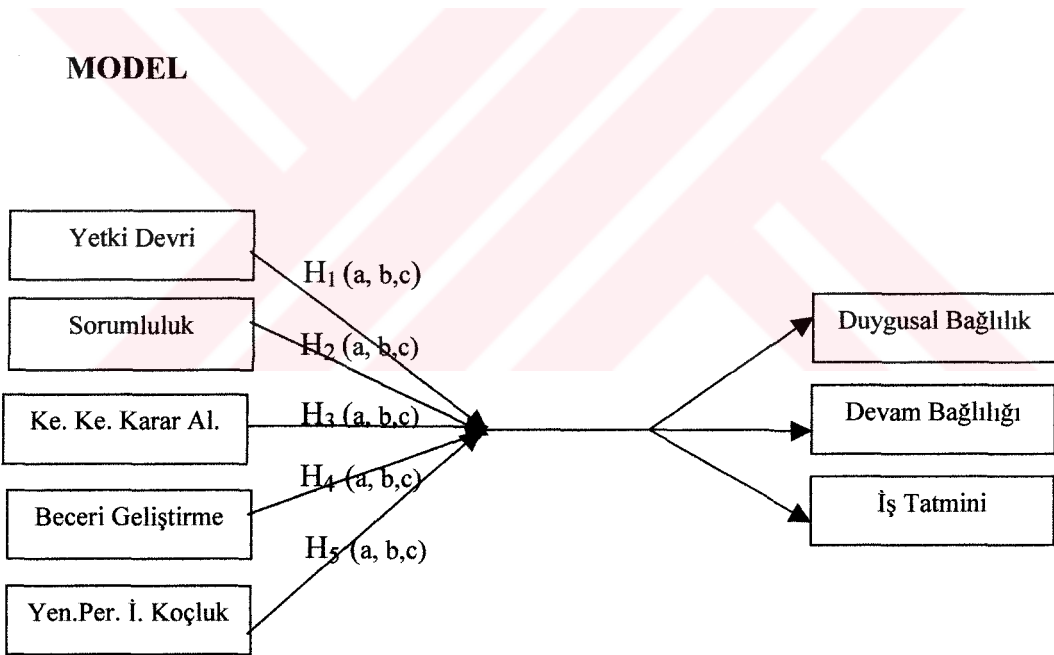 MODEL
Yetki Devri
Sorumluluk
Ke. Ke. Karar Al.
Beceri Geliştirme
Yen.Per. İ. Koçluk
H₁ (a, b,c)
H₂ (a, b,c)
H₃ (a, b,c)
H₄ (a, b,c)
H₅ (a, b,c)
Duygusal Bağlılık
Devam Bağlılığı
İş Tatmini